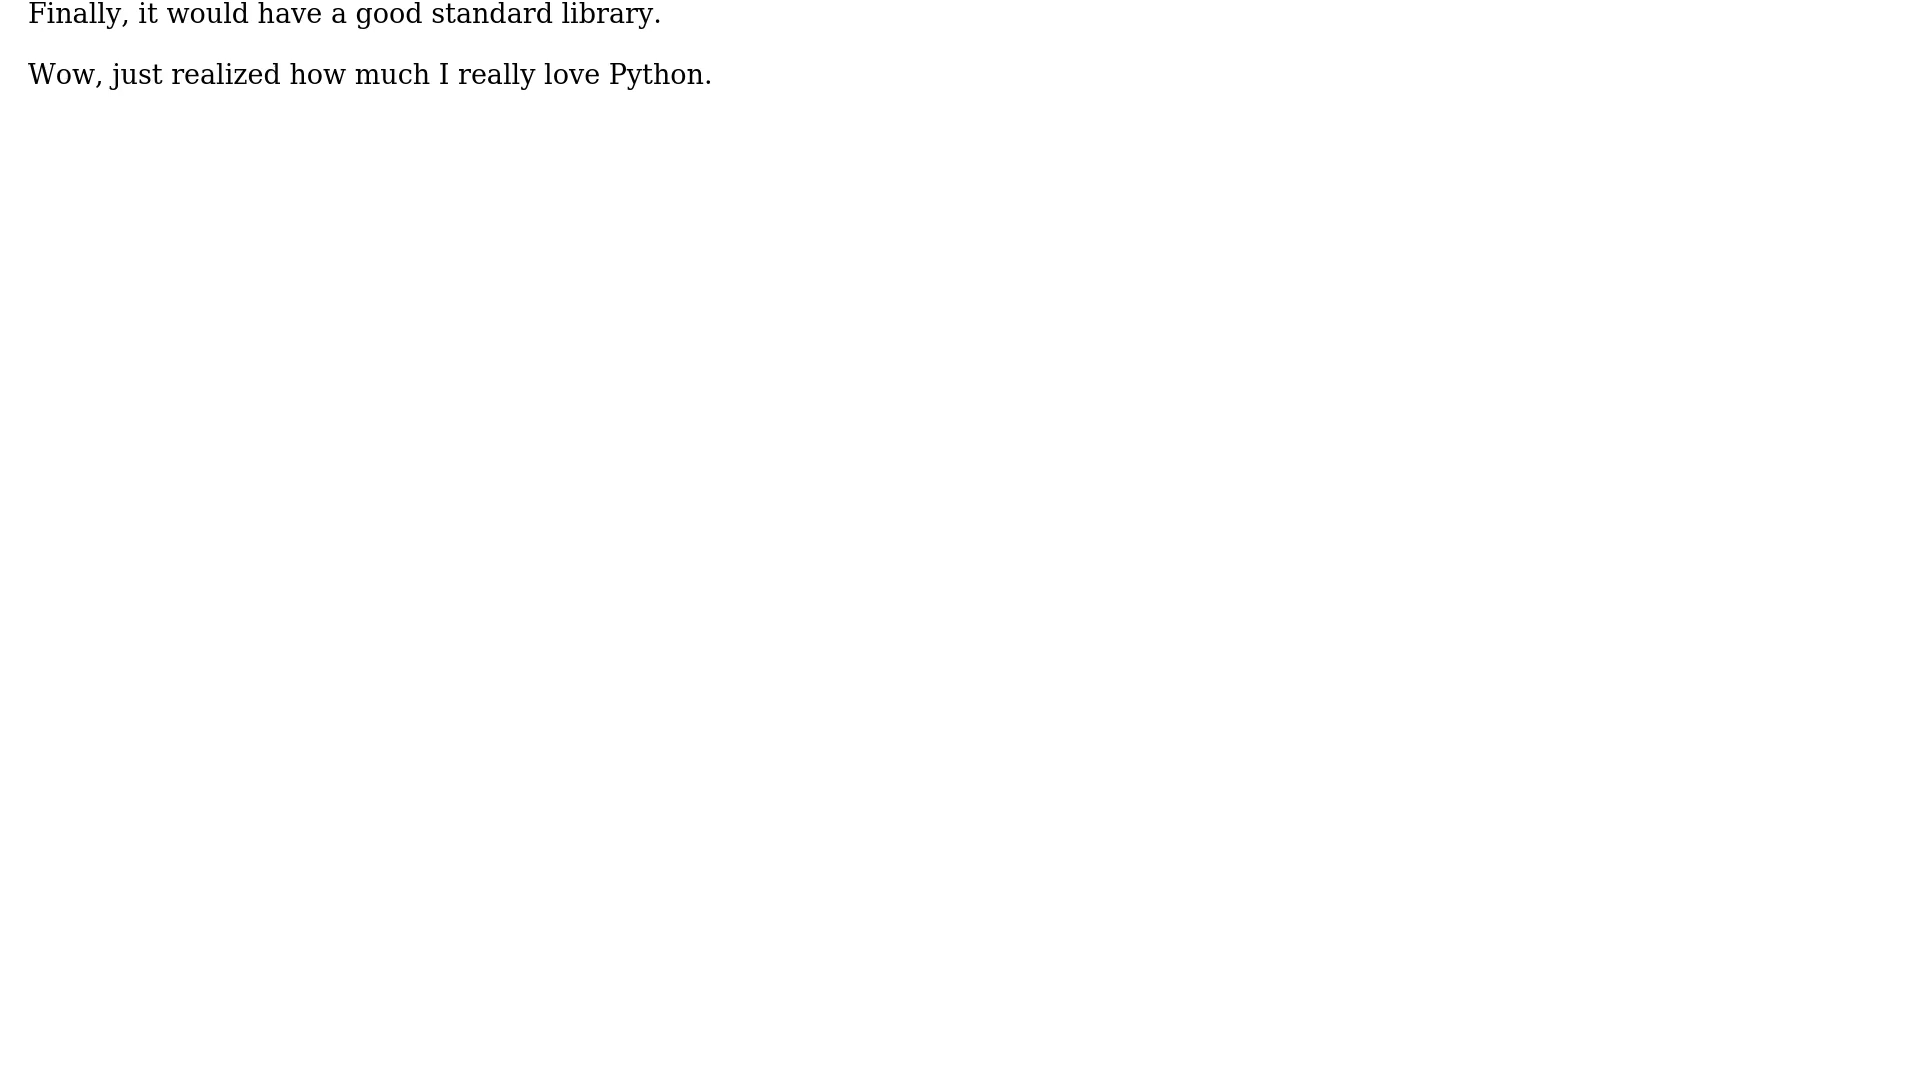 Finally, it would have a good standard library.
Wow, just realized how much I really love Python.